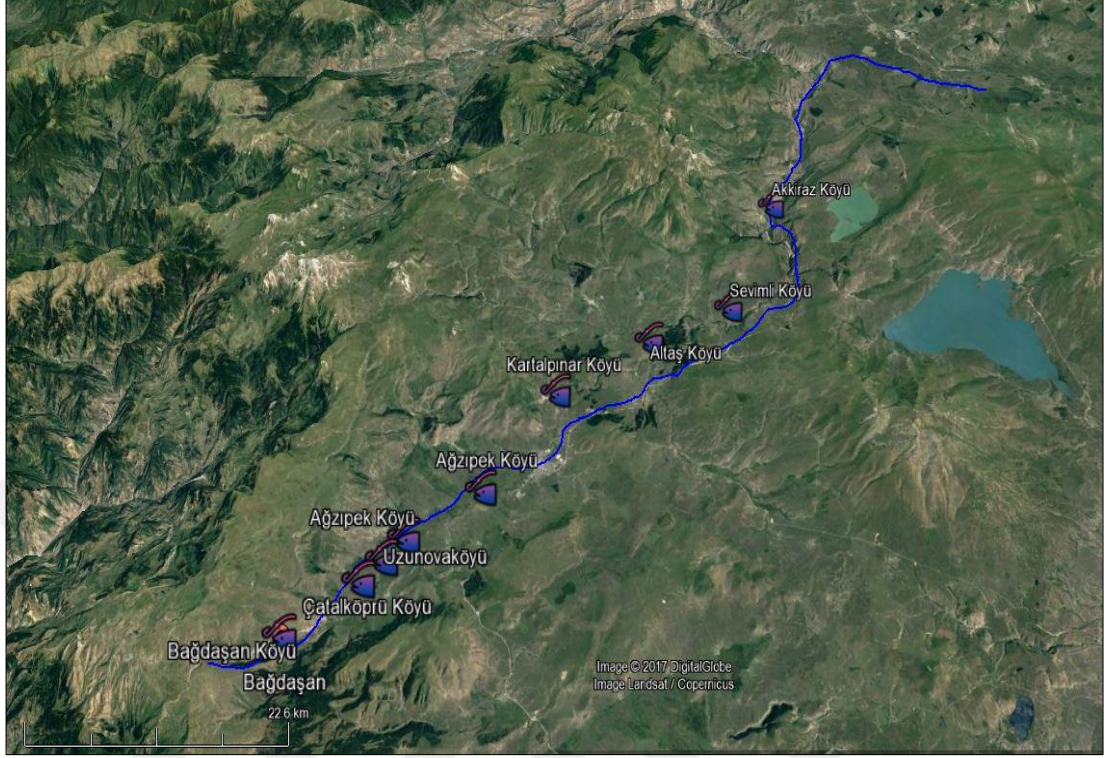 Akkiraz Köyü
Sevimli Köyü
Altaş Köyü
Kartalpınar Köyü
Ağzıpek Köyü
Ağzıpek Köyü
Uzunovaköyü
Çatalköprü Köyü
Bağdaşan Köyü
Bağdaşan
Image © 2017 DigitalGlobe
Image Landsat / Copernicus
22.6 km